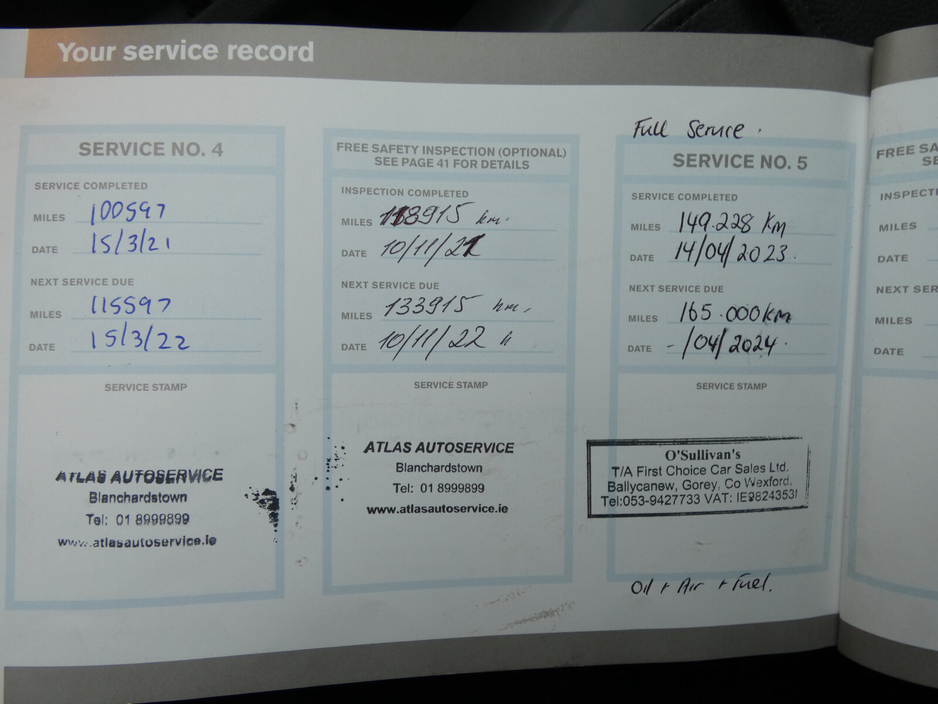 Your service record
SERVICE NO. 4
SERVICE COMPLETED
MILES 100597
DATE 15/3/21
NEXT SERVICE DUE
MILES 115597
DATE 15/3/22
SERVICE STAMP
ATLAS AUTOSERVICE
Blanchardstown
Tel: 01 8999899
www.atlasautoservice.ie
FREE SAFETY INSPECTION (OPTIONAL)
SEE PAGE 41 FOR DETAILS
INSPECTION COMPLETED
MILES 118915 km.
DATE 10/11/21
NEXT SERVICE DUE
MILES 133915 km.
DATE 10/11/22
SERVICE STAMP
ATLAS AUTOSERVICE
Blanchardstown
Tel: 01 8999899
www.atlasautoservice.ie
Full Service.
SERVICE NO. 5
SERVICE COMPLETED
MILES 149.228 Km
DATE 14/04/2023.
NEXT SERVICE DUE
MILES 165.000 km
DATE -/04/2024.
SERVICE STAMP
O'Sullivan's
T/A First Choice Car Sales Ltd.
Ballycanew, Gorey, Co Wexford.
Tel:053-9427733 VAT: IE9824353I
Oil + Air + Fuel.
FREE SA
SE
INSPECTI
MILES
DATE
NEXT SER
MILES
DATE